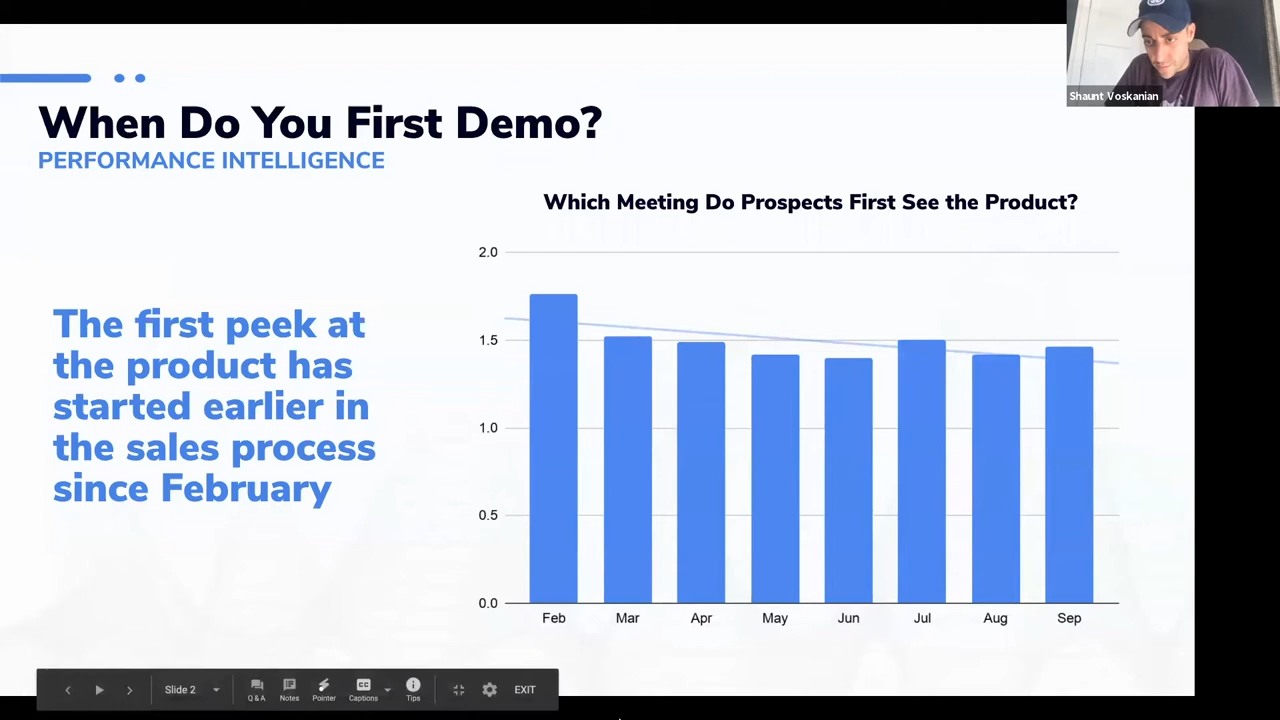 Shaunt Voskanian
When Do You First Demo?
PERFORMANCE INTELLIGENCE
Which Meeting Do Prospects First See the Product?
The first peek at
the product has
started earlier in
the sales process
since February
2.0
1.5
1.0
0.5
0.0
Feb Mar Apr May Jun Jul Aug Sep
Slide 2 Q & A Notes Pointer CC Captions Tips EXIT